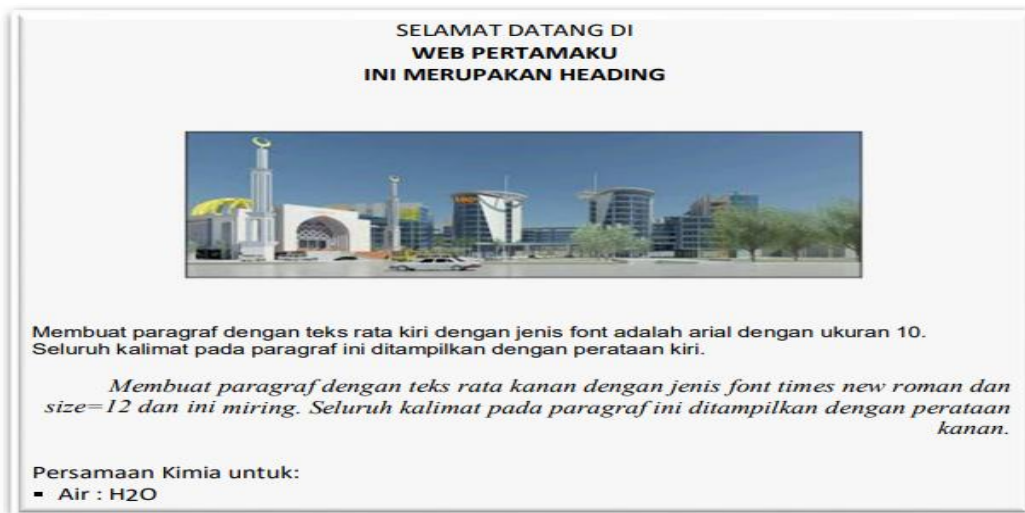 SELAMAT DATANG DI
WEB PERTAMAKU
INI MERUPAKAN HEADING
Membuat paragraf dengan teks rata kiri dengan jenis font adalah arial dengan ukuran 10.
Seluruh kalimat pada paragraf ini ditampilkan dengan perataan kiri.
Membuat paragraf dengan teks rata kanan dengan jenis font times new roman dan
size=12 dan ini miring. Seluruh kalimat pada paragraf ini ditampilkan dengan perataan
kanan.
Persamaan Kimia untuk:
▪ Air : H2O